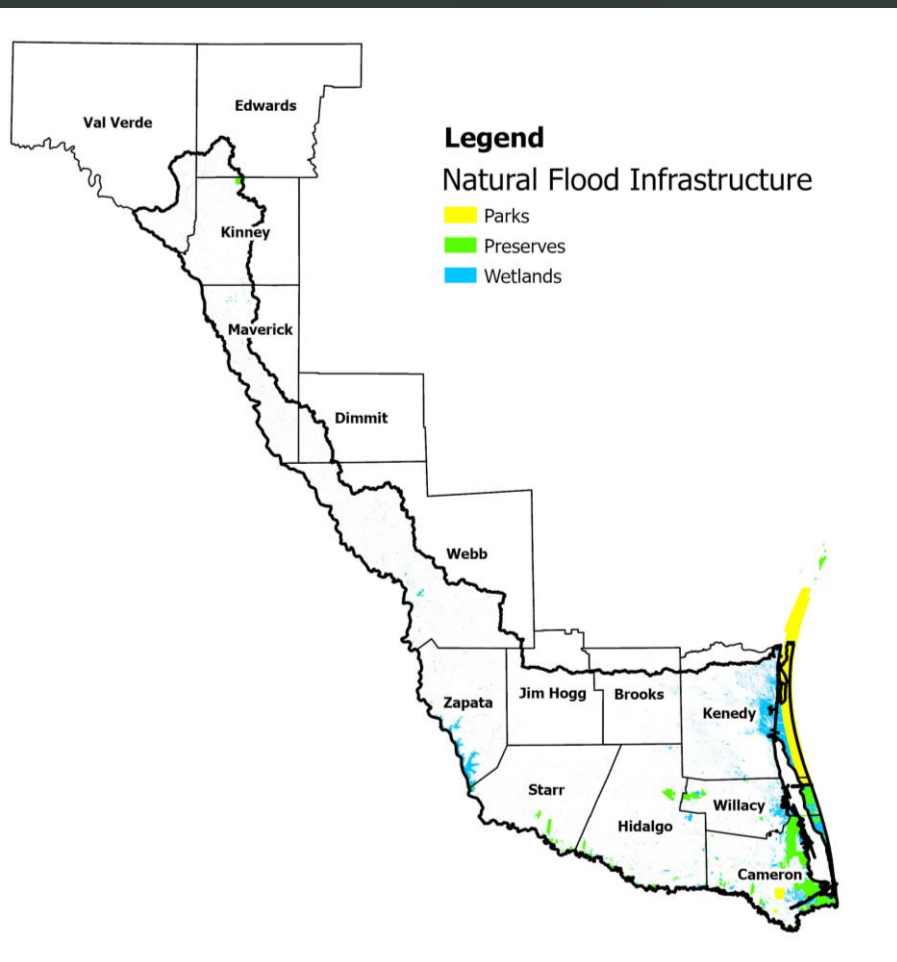 Edwards
Val Verde
Legend
Natural Flood Infrastructure
Parks
Preserves
Wetlands
Kinney
Maverick
Dimmit
Webb
Zapata
Jim Hogg
Brooks
Kenedy
Starr
Willacy
Hidalgo
Cameron